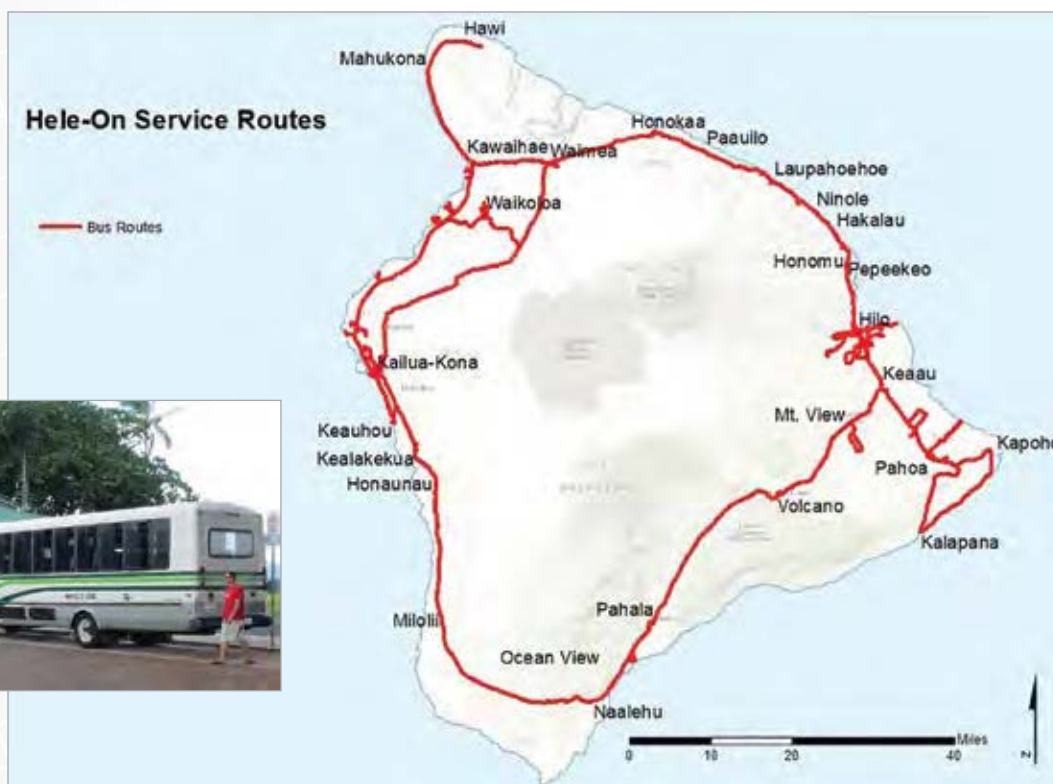 Hele-On Service Routes
Bus Routes
Hawi
Mahukona
Kawaihae
Waimea
Honokaa
Paauilo
Laupahoehoe
Waikoloa
Ninole
Hakalau
Honomu
Pepeekeo
Hilo
Kailua-Kona
Keaau
Keauhou
Mt. View
Kealakekua
Kapoho
Pahoa
Honaunau
Volcano
Kalapana
Milolii
Pahala
Ocean View
Naalehu
Miles
0 10 20 40
N